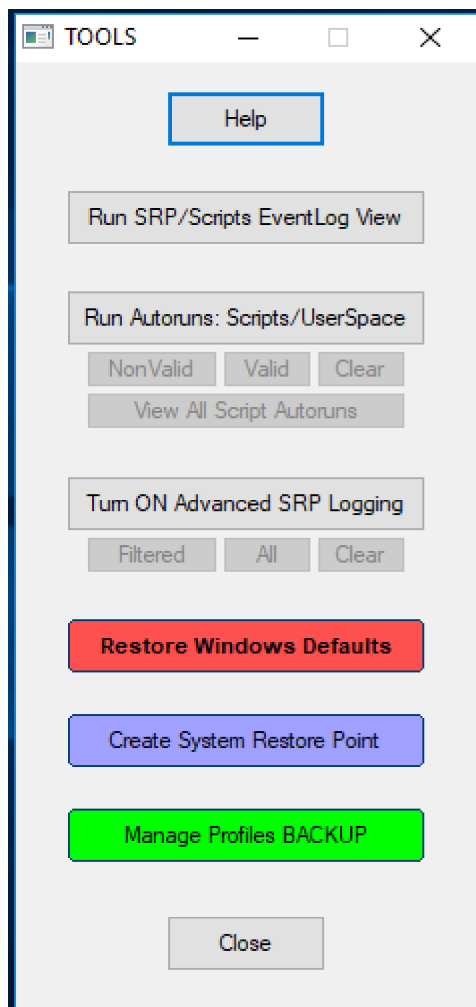 TOOLS
Help
Run SRP/Scripts EventLog View
Run Autoruns: Scripts/UserSpace
NonValid Valid Clear
View All Script Autoruns
Turn ON Advanced SRP Logging
Filtered All Clear
Restore Windows Defaults
Create System Restore Point
Manage Profiles BACKUP
Close